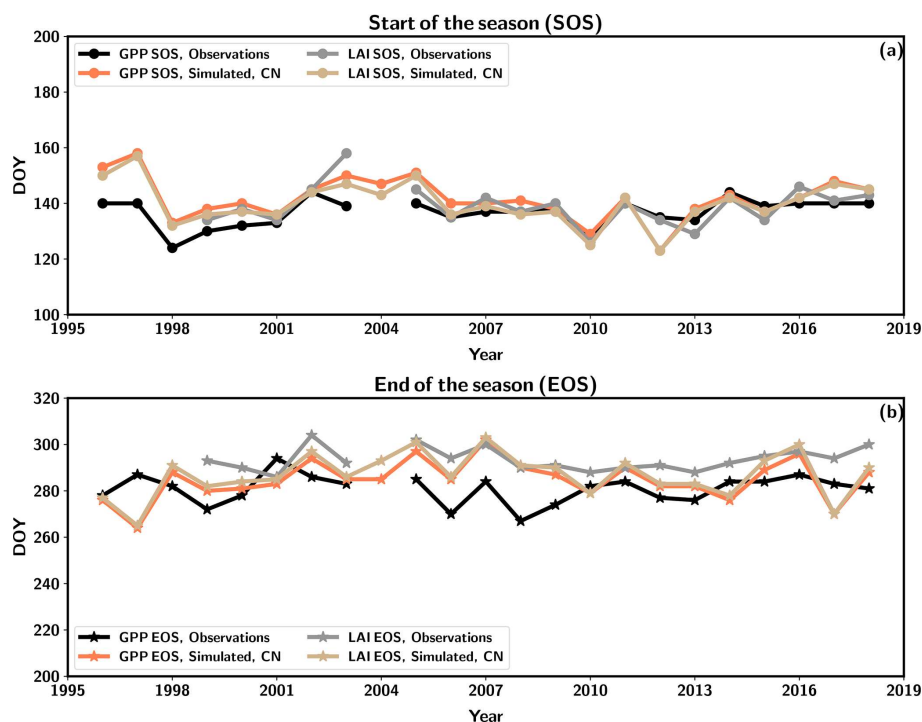 Start of the season (SOS)
(a)
GPP SOS, Observations
LAI SOS, Observations
GPP SOS, Simulated, CN
LAI SOS, Simulated, CN
200
180
160
140
120
100
DOY
1995 1998 2001 2004 2007 2010 2013 2016 2019
Year
End of the season (EOS)
(b)
320
300
280
260
240
220
200
DOY
GPP EOS, Observations
LAI EOS, Observations
GPP EOS, Simulated, CN
LAI EOS, Simulated, CN
1995 1998 2001 2004 2007 2010 2013 2016 2019
Year